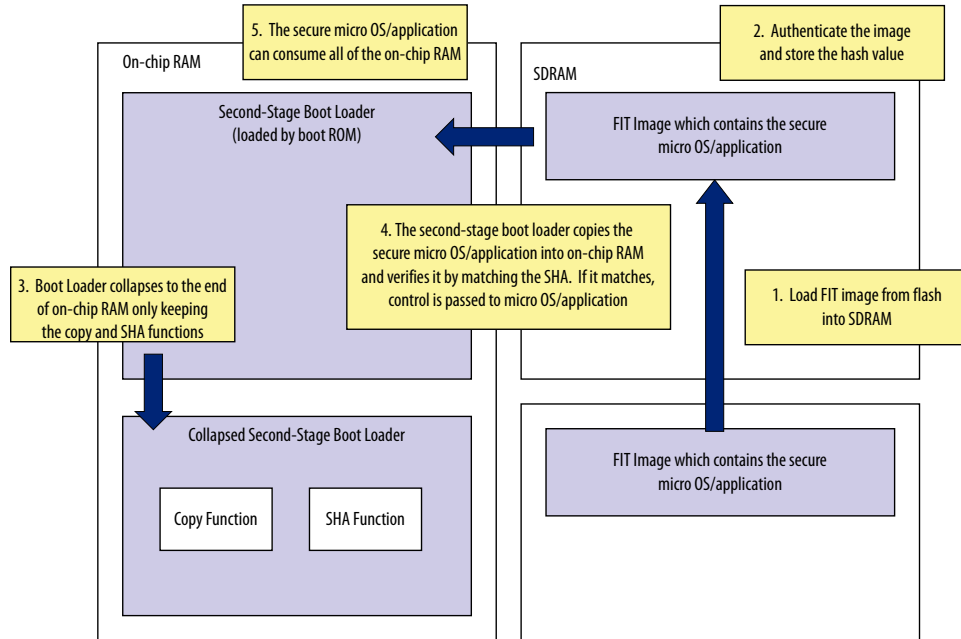 5. The secure micro OS/application
can consume all of the on-chip RAM
2. Authenticate the image
and store the hash value
On-chip RAM
SDRAM
Second-Stage Boot Loader
(loaded by boot ROM)
FIT Image which contains the secure
micro OS/application
4. The second-stage boot loader copies the
secure micro OS/application into on-chip RAM
and verifies it by matching the SHA. If it matches,
control is passed to micro OS/application
3. Boot Loader collapses to the end
of on-chip RAM only keeping
the copy and SHA functions
1. Load FIT image from flash
into SDRAM
Collapsed Second-Stage Boot Loader
FIT Image which contains the secure
micro OS/application
Copy Function
SHA Function